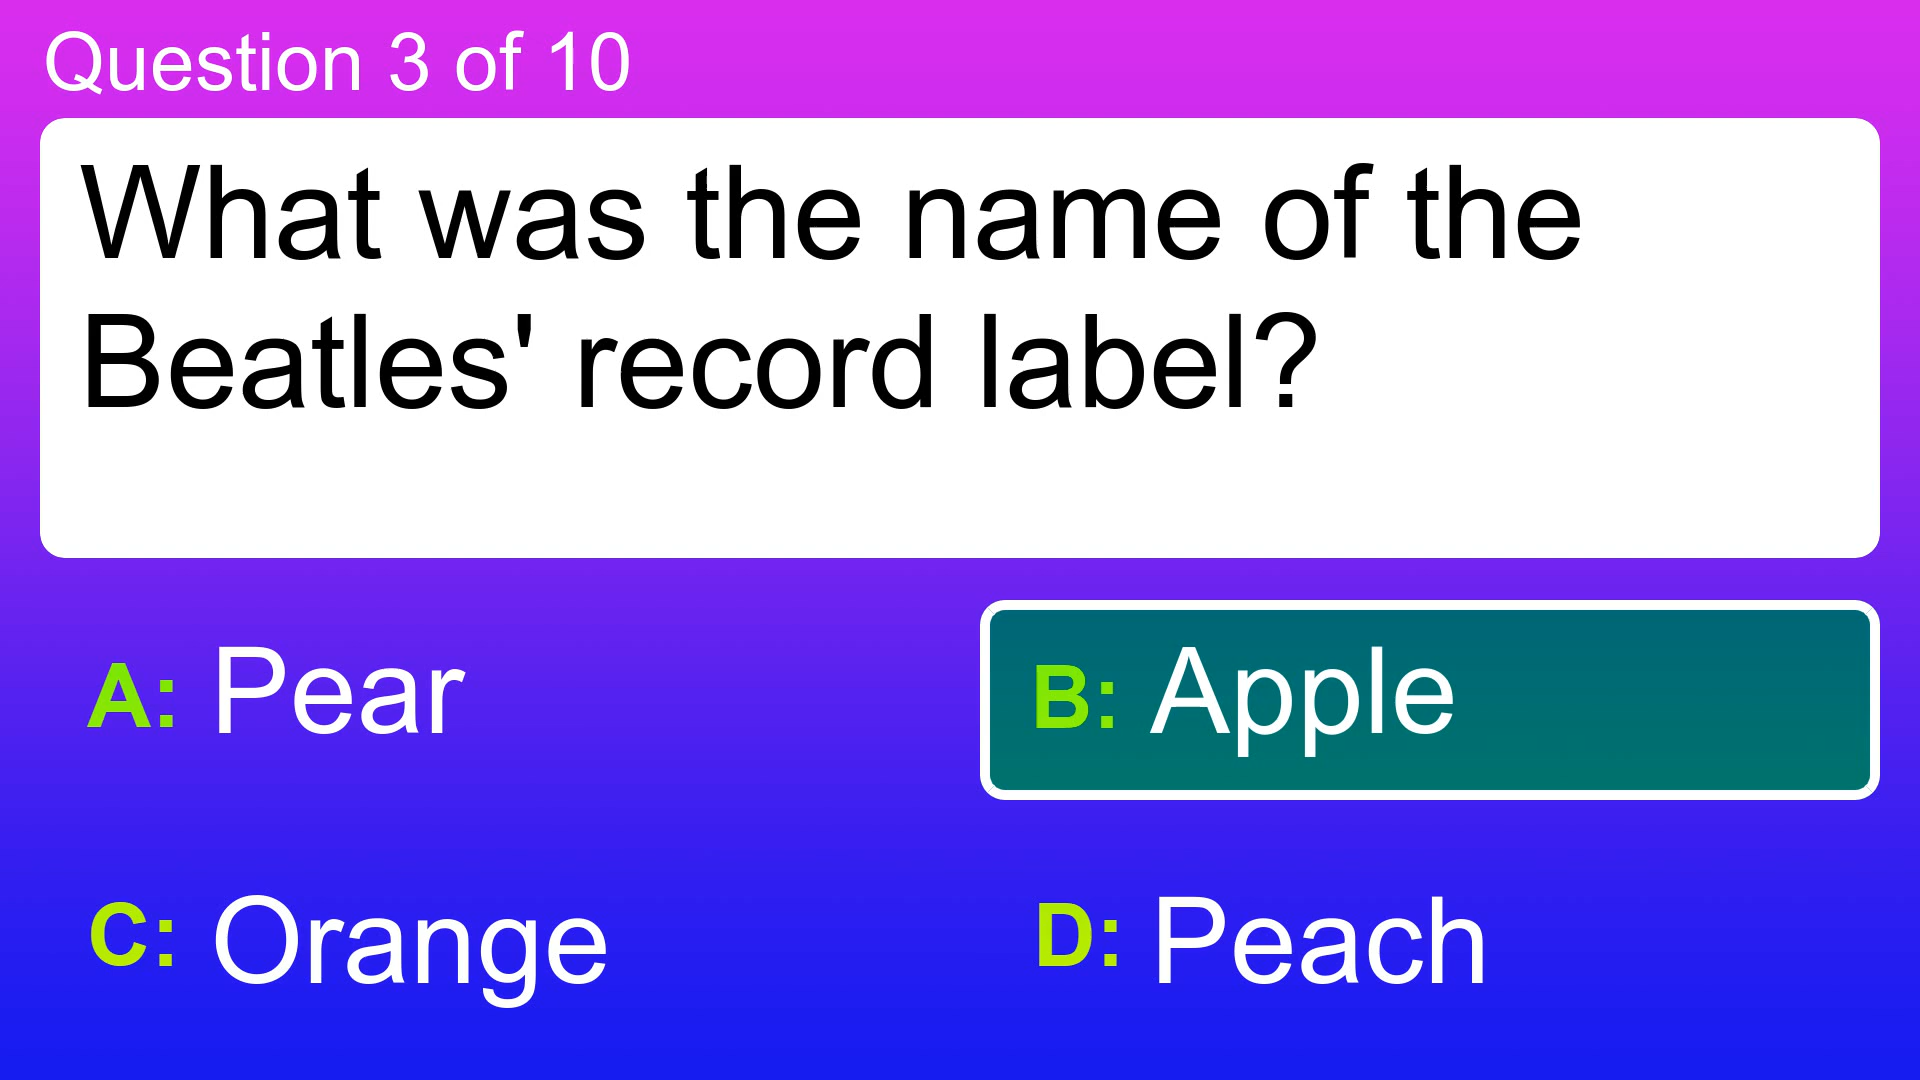 Question 3 of 10
What was the name of the
Beatles' record label?
A: Pear
B: Apple
C: Orange
D: Peach